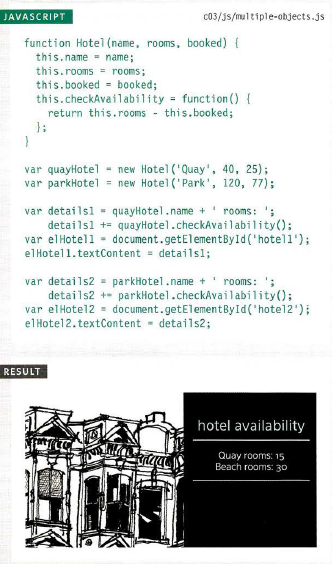 JAVASCRIPT
c03/js/multiple-objects.js
function Hotel(name, rooms, booked) {
this.name = name;
this.rooms = rooms;
this.booked = booked;
this.checkAvailability = function() {
return this.rooms - this.booked;
};
}
var quayHotel = new Hotel('Quay', 40, 25);
var parkHotel = new Hotel('Park', 120, 77);
var details1 = quayHotel.name + ' rooms: ';
details1 += quayHotel.checkAvailability();
var elHotel1 = document.getElementById('hotel1');
elHotel1.textContent = details1;
var details2 = parkHotel.name + ' rooms: ';
details2 += parkHotel.checkAvailability();
var elHotel2 = document.getElementById('hotel2');
elHotel2.textContent = details2;
RESULT
hotel availability
Quay rooms: 15
Beach rooms: 30